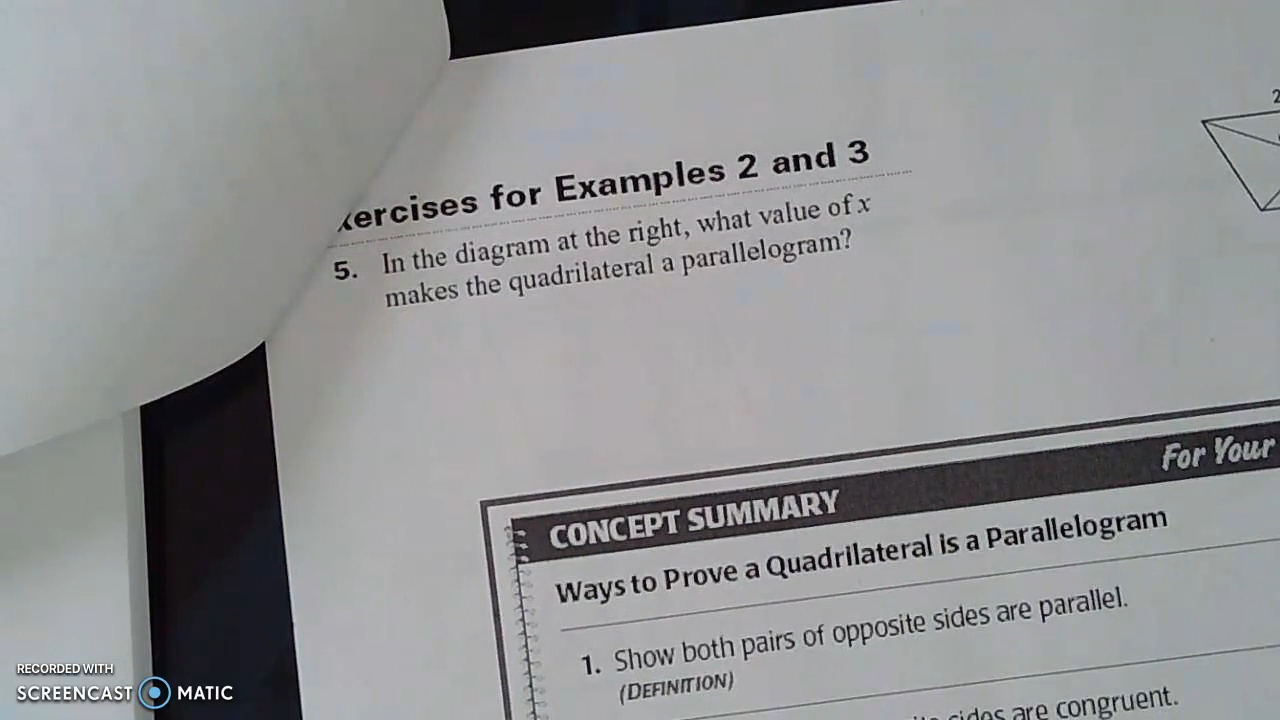 2
xercises for Examples 2 and 3
5. In the diagram at the right, what value of x
makes the quadrilateral a parallelogram?
For Your
CONCEPT SUMMARY
Ways to Prove a Quadrilateral is a Parallelogram
1. Show both pairs of opposite sides are parallel.
(DEFINITION)
sides are congruent.
RECORDED WITH
SCREENCAST MATIC